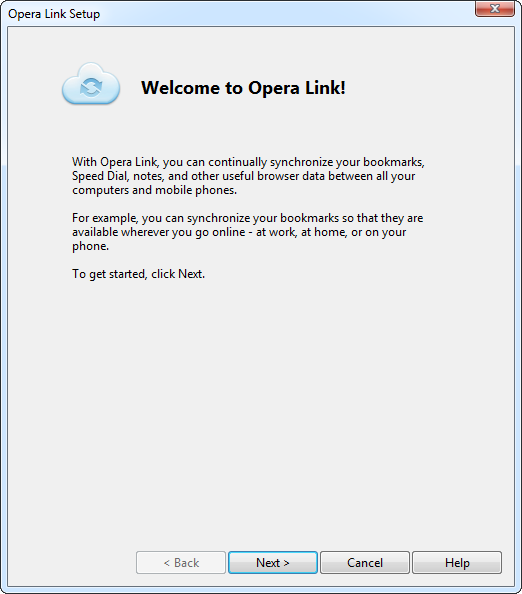 Opera Link Setup
Welcome to Opera Link!
With Opera Link, you can continually synchronize your bookmarks,
Speed Dial, notes, and other useful browser data between all your
computers and mobile phones.
For example, you can synchronize your bookmarks so that they are
available wherever you go online - at work, at home, or on your
phone.
To get started, click Next.
< Back
Next >
Cancel
Help